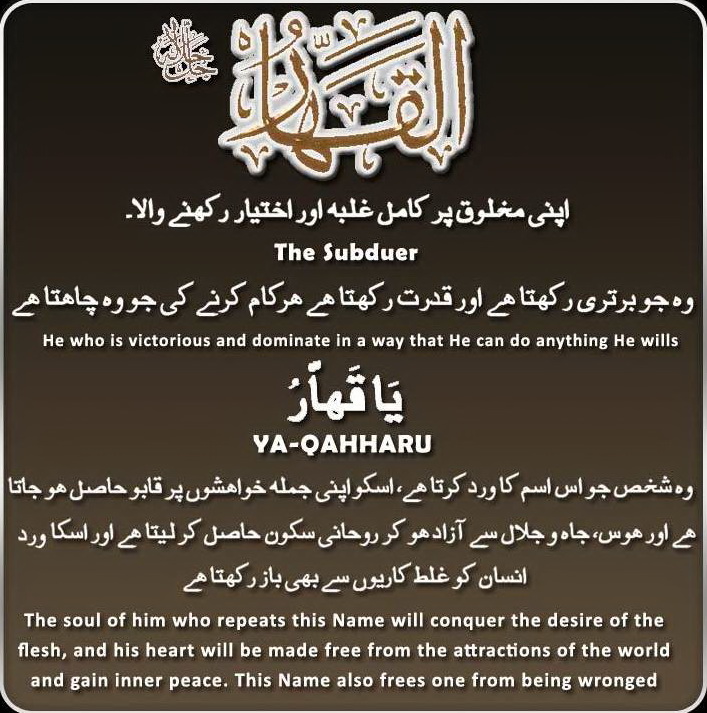 جل جلالہ
القهار
اپنی مخلوق پر کامل غلبہ اور اختیار رکھنے والا۔
The Subduer
وہ جو برتری رکھتا ھے اور قدرت رکھتا ھے ھر کام کرنے کی جو وہ چاھتا ھے
He who is victorious and dominate in a way that He can do anything He wills
يَا قَهَّارُ
YA-QAHHARU
وہ شخص جو اس اسم کا ورد کرتا ھے، اسکو اپنی جملہ خواھشوں پر قابو حاصل ھو جاتا
ھے اور ھوس، جاہ و جلال سے آزاد ھو کر روحانی سکون حاصل کر لیتا ھے اور اسکا ورد
انسان کو غلط کاریوں سے بھی باز رکھتا ھے
The soul of him who repeats this Name will conquer the desire of the
flesh, and his heart will be made free from the attractions of the world
and gain inner peace. This Name also frees one from being wronged